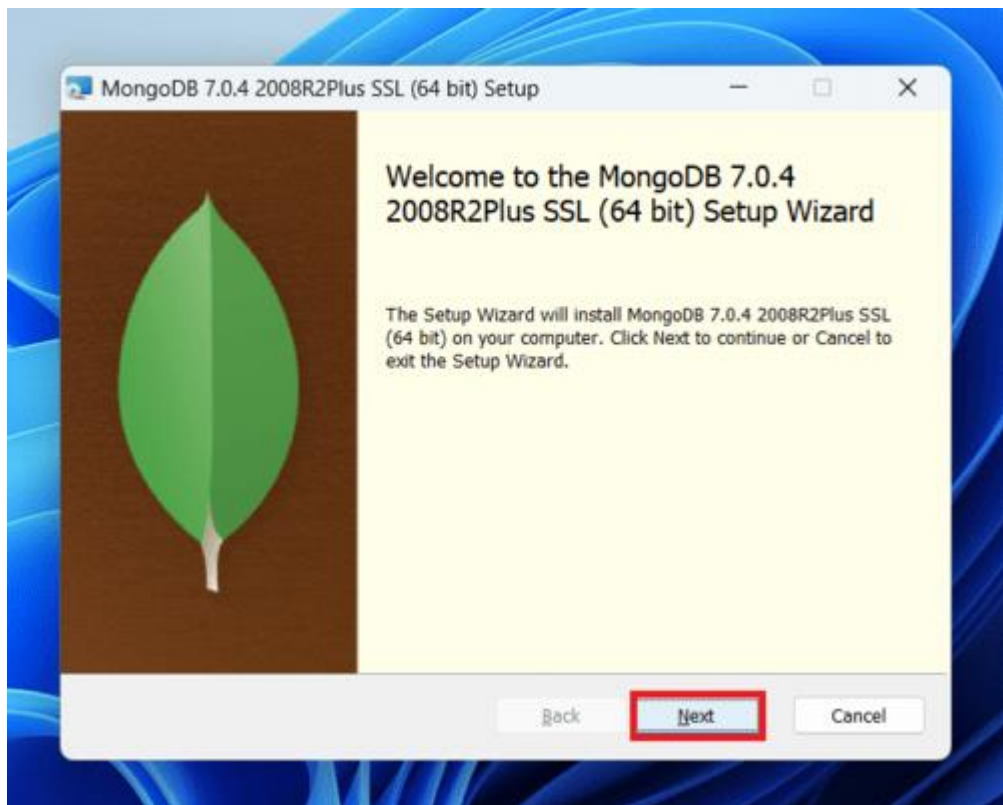 MongoDB 7.0.4 2008R2Plus SSL (64 bit) Setup
Welcome to the MongoDB 7.0.4
2008R2Plus SSL (64 bit) Setup Wizard
The Setup Wizard will install MongoDB 7.0.4 2008R2Plus SSL
(64 bit) on your computer. Click Next to continue or Cancel to
exit the Setup Wizard.
Back Next Cancel